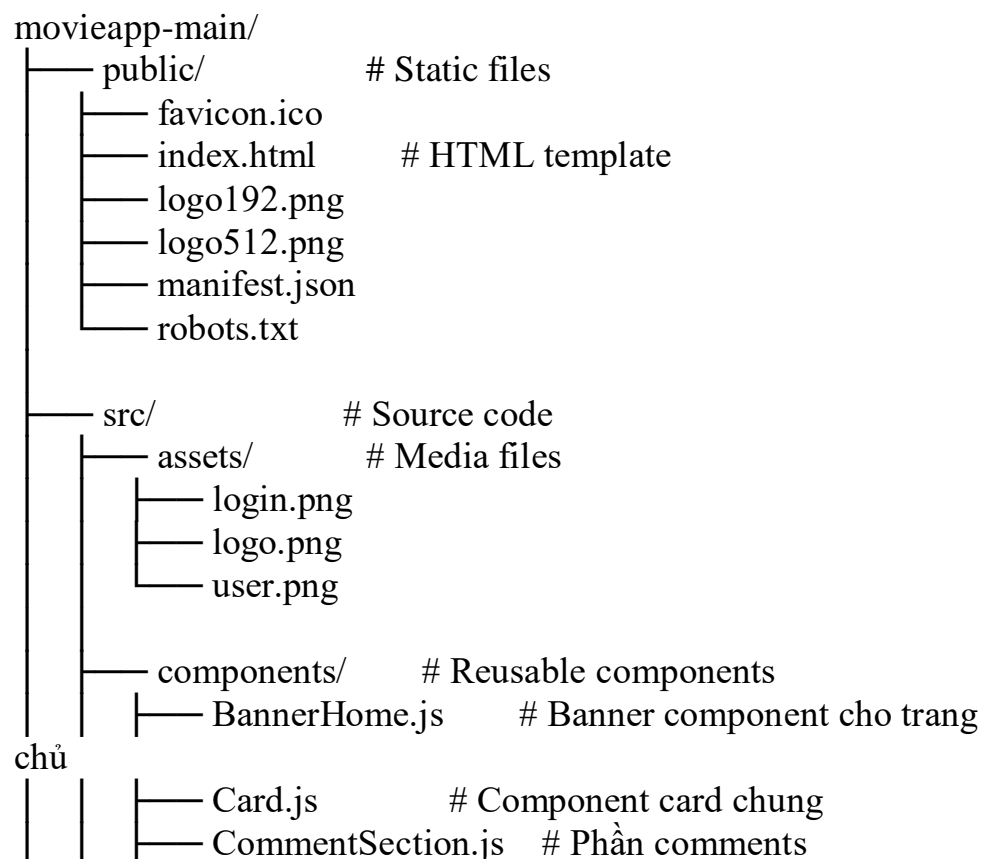 movieapp-main/
├── public/ # Static files
│ ├── favicon.ico
│ ├── index.html # HTML template
│ ├── logo192.png
│ ├── logo512.png
│ ├── manifest.json
│ └── robots.txt
│
├── src/ # Source code
│ ├── assets/ # Media files
│ │ ├── login.png
│ │ ├── logo.png
│ │ └── user.png
│ │
│ ├── components/ # Reusable components
│ │ ├── BannerHome.js # Banner component cho trang
chủ
│ │ ├── Card.js # Component card chung
│ │ ├── CommentSection.js # Phần comments